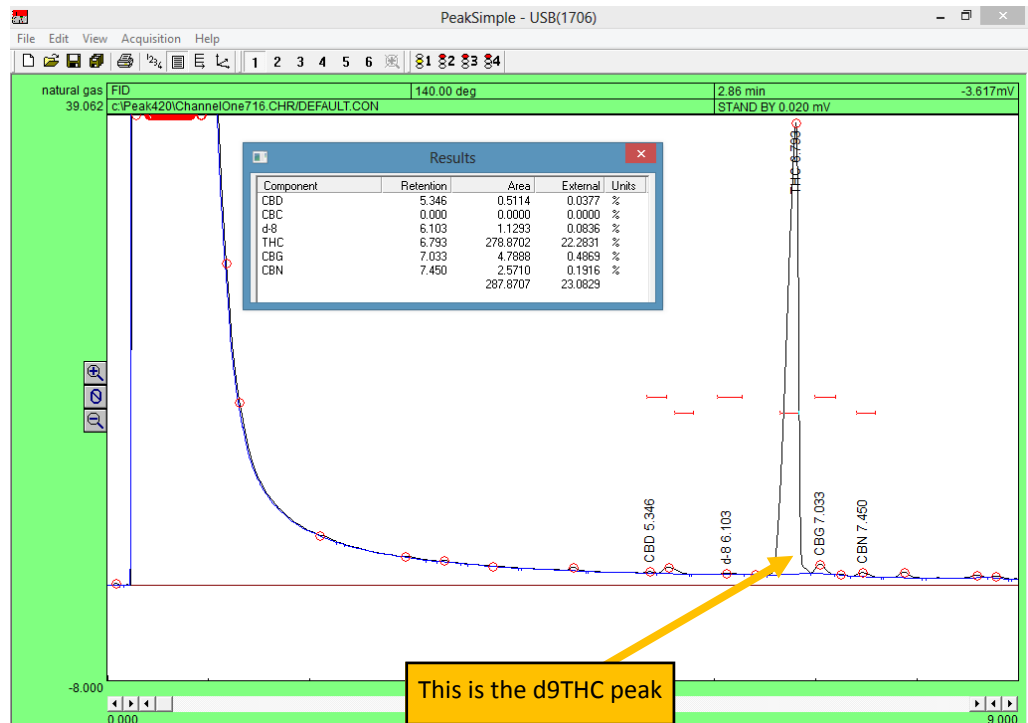 PeakSimple - USB(1706)
File Edit View Acquisition Help
1 2 3 4 5 6 1 2 3 4
natural gas FID 140.00 deg 2.86 min -3.617mV
39.062 c:\Peak420\ChannelOne716.CHR/DEFAULT.CON STAND BY 0.020 mV
Results
Component Retention Area External Units
CBD 5.346 0.5114 0.0377 %
CBC 0.000 0.0000 0.0000 %
d-8 6.103 1.1293 0.0836 %
THC 6.793 278.8702 22.2831 %
CBG 7.033 4.7888 0.4869 %
CBN 7.450 2.5710 0.1916 %
287.8707 23.0829
THC 6.793
CBD 5.346
d-8 6.103
CBG 7.033
CBN 7.450
This is the d9THC peak
-8.000
0.000 9.000